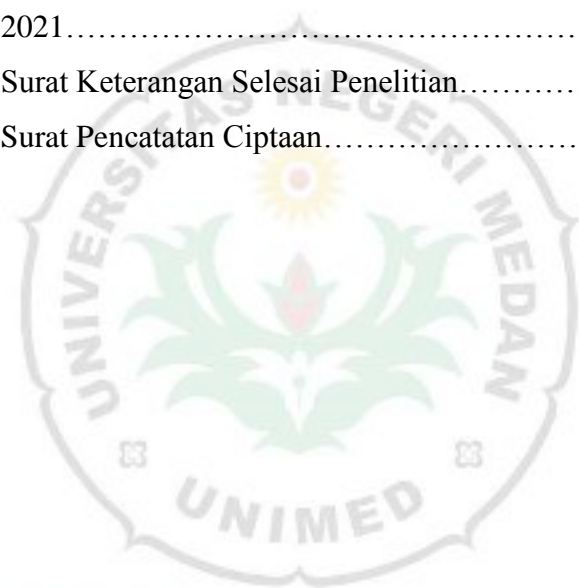 2021……………………………………………
Surat Keterangan Selesai Penelitian…………
Surat Pencatatan Ciptaan………………………
UNIVERSITAS NEGERI MEDAN
UNIMED